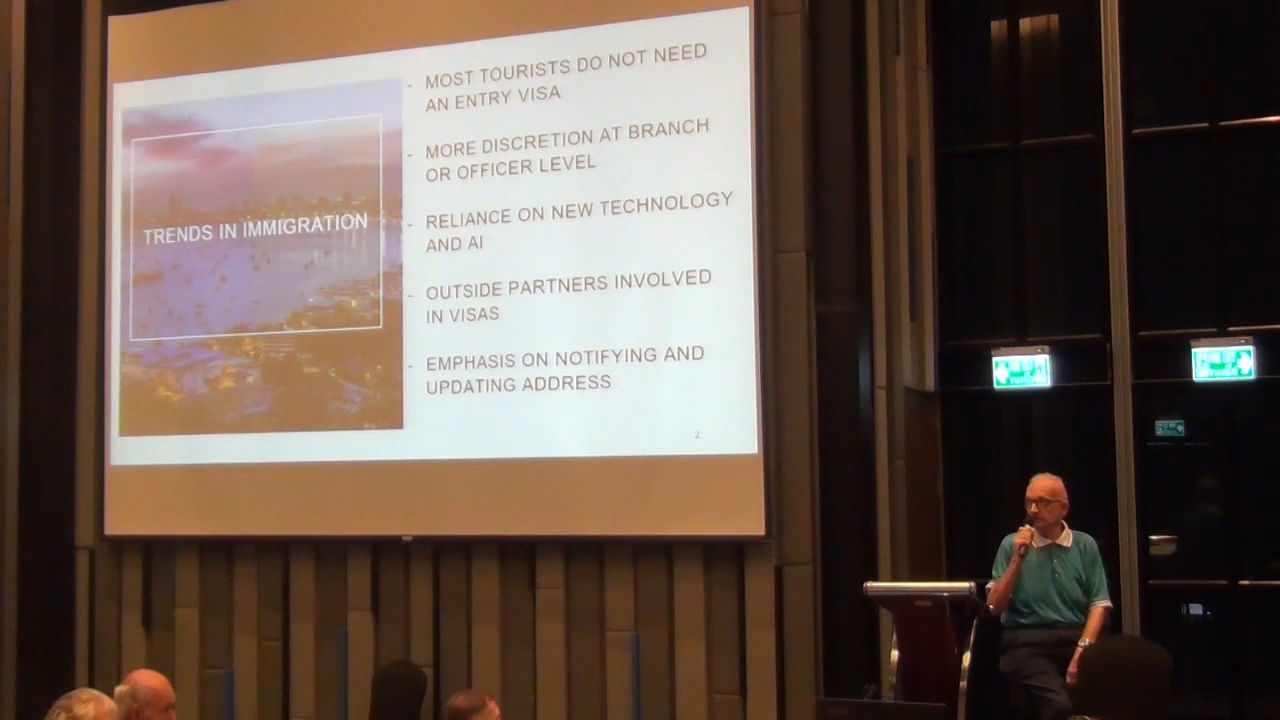 TRENDS IN IMMIGRATION
- MOST TOURISTS DO NOT NEED
AN ENTRY VISA
- MORE DISCRETION AT BRANCH
OR OFFICER LEVEL
- RELIANCE ON NEW TECHNOLOGY
AND AI
- OUTSIDE PARTNERS INVOLVED
IN VISAS
- EMPHASIS ON NOTIFYING AND
UPDATING ADDRESS
2